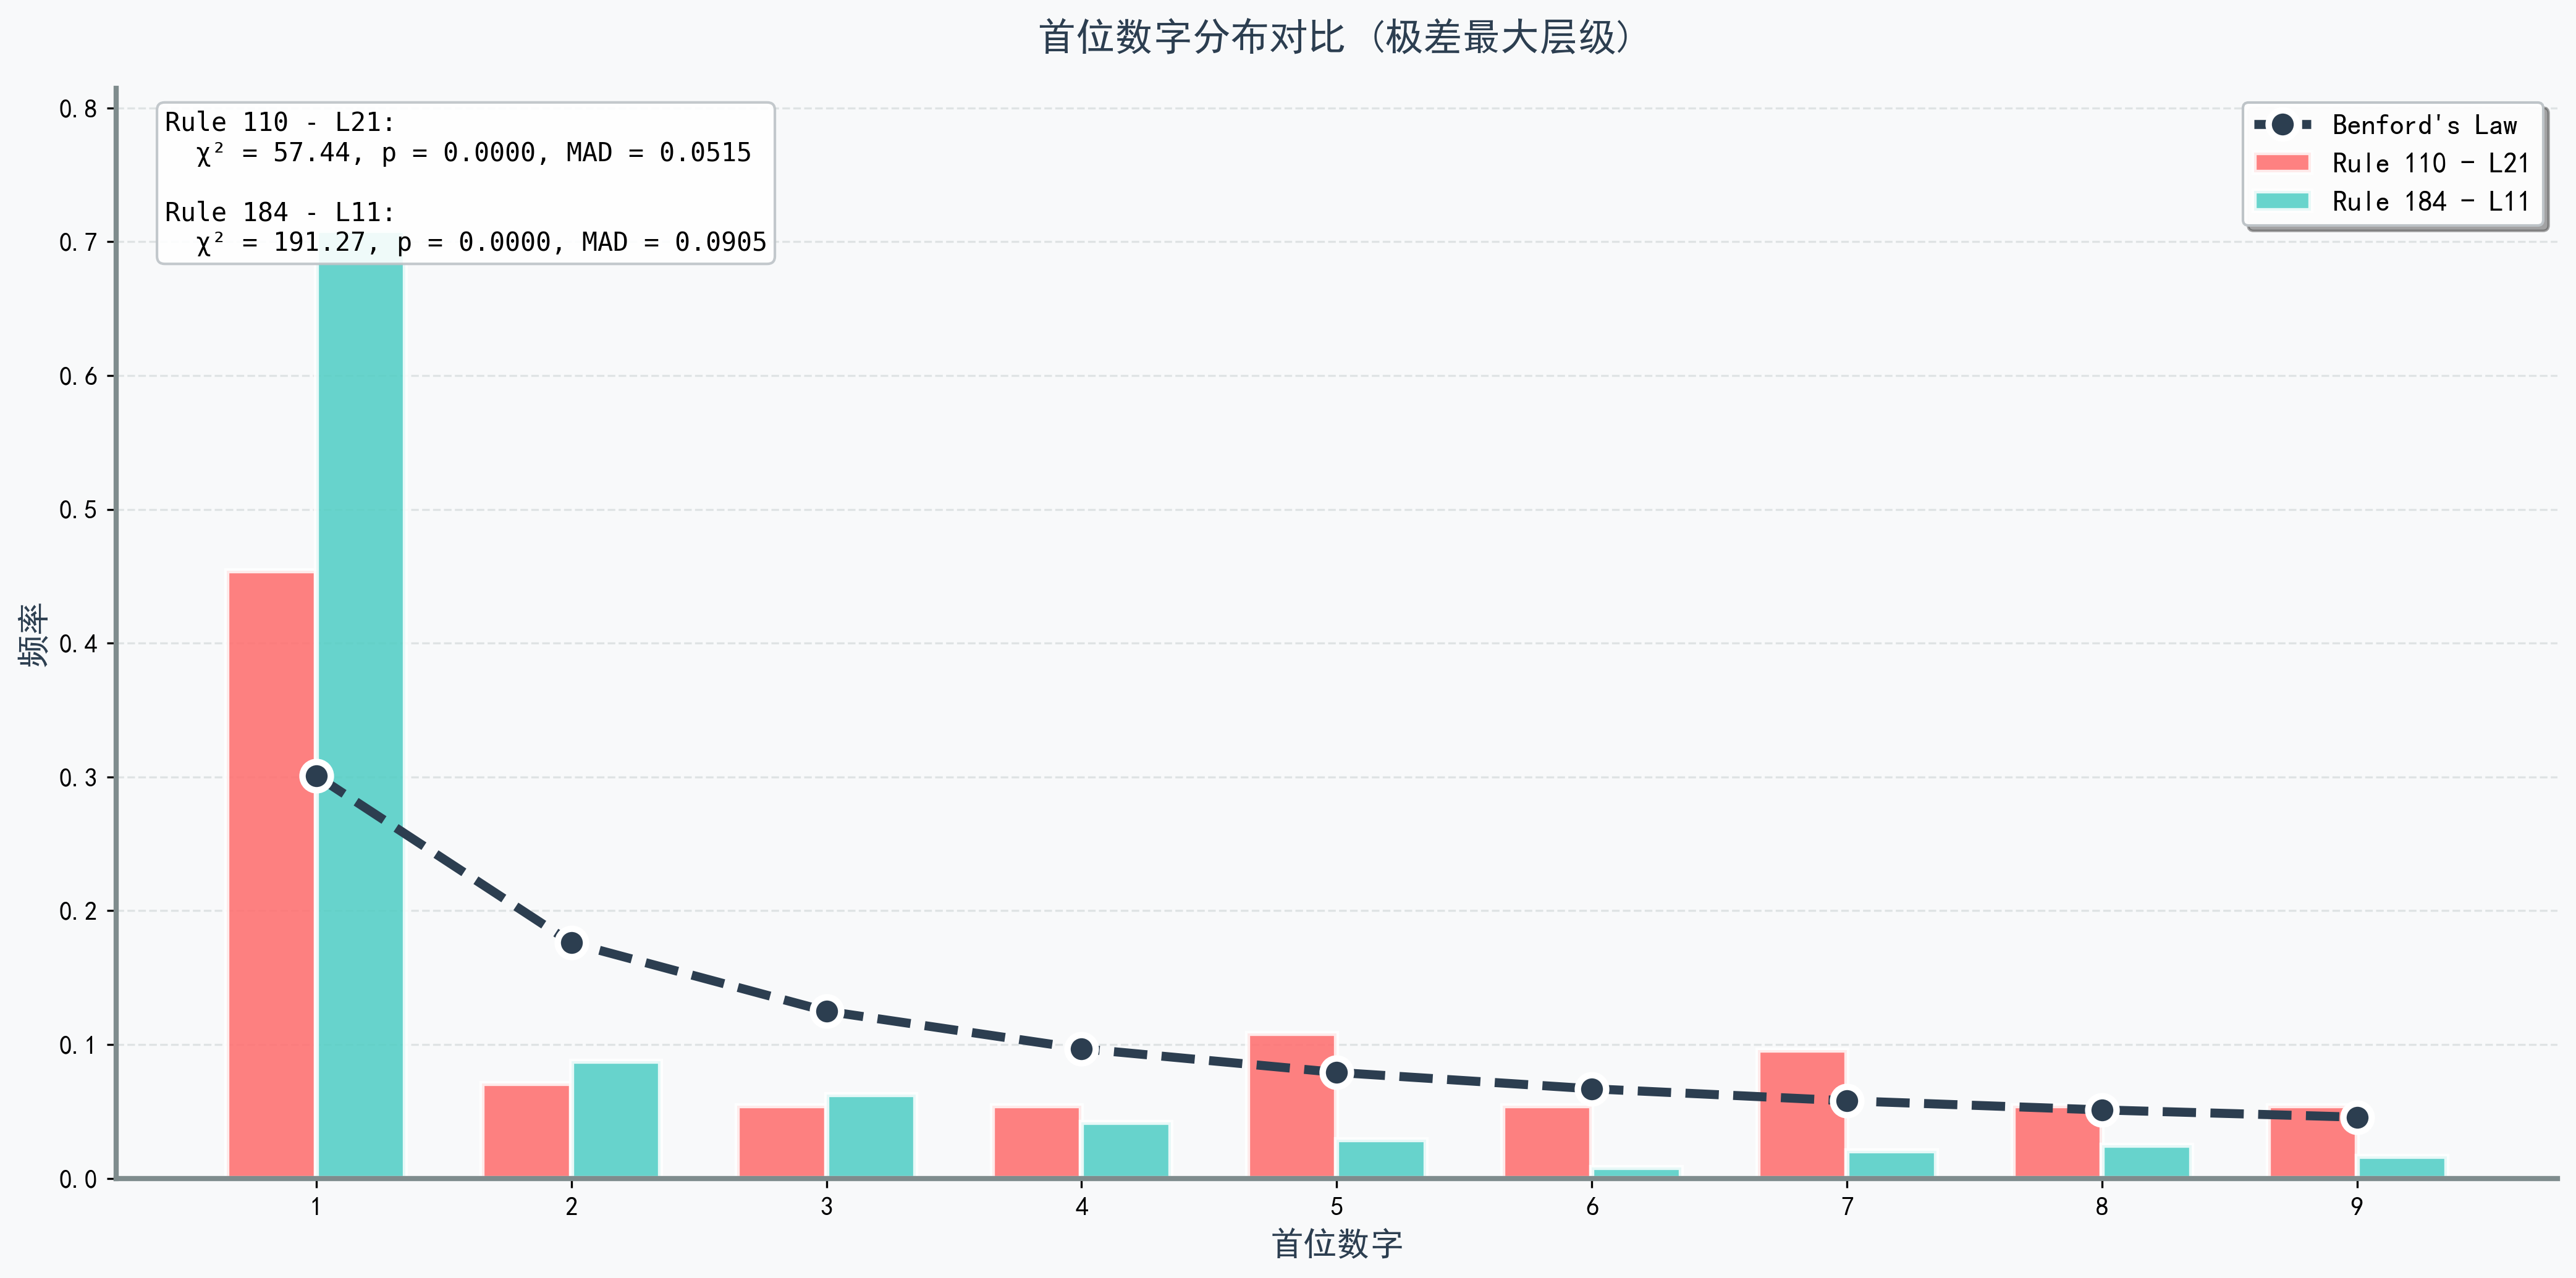 首位数字分布对比 (极差最大层级)
Rule 110 - L21:
χ² = 57.44, p = 0.0000, MAD = 0.0515
Rule 184 - L11:
χ² = 191.27, p = 0.0000, MAD = 0.0905
Benford's Law
Rule 110 - L21
Rule 184 - L11
频率
0.8
0.7
0.6
0.5
0.4
0.3
0.2
0.1
0.0
1 2 3 4 5 6 7 8 9
首位数字